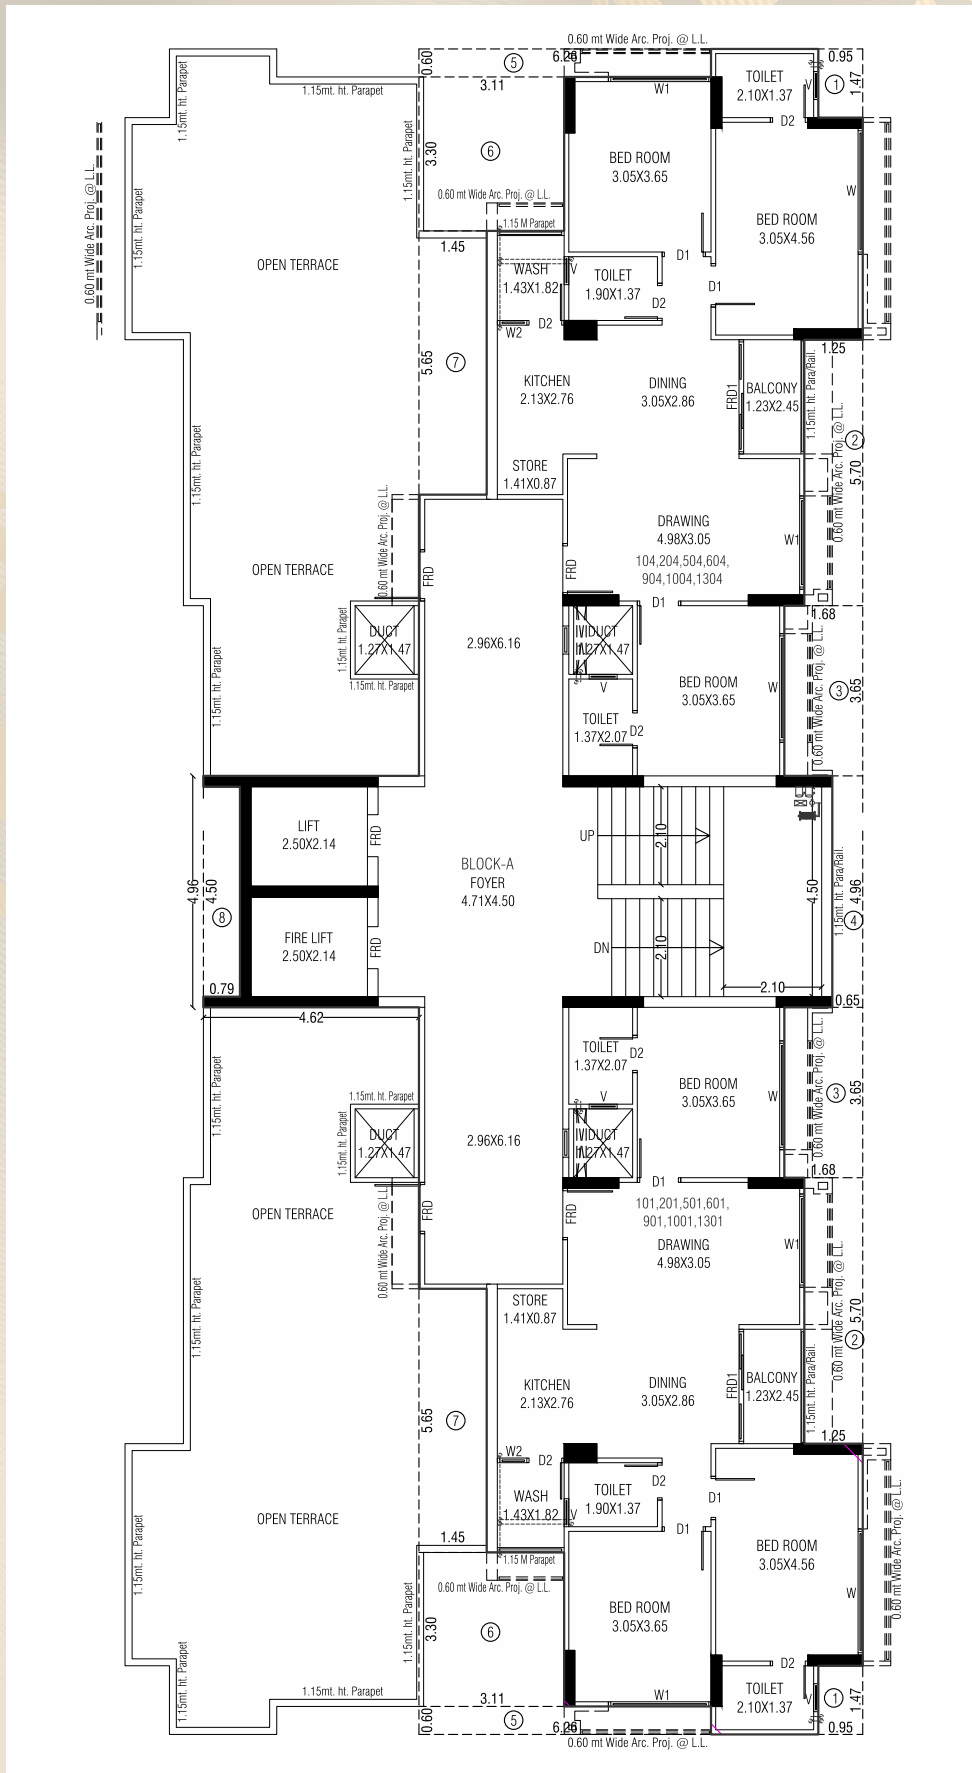 0.60 mt Wide Arc. Proj. @ L.L.
0.60
5
6.26
0.95
3.11
1.15mt. ht. Parapet
W1
TOILET
2.10X1.37
V
1
1.47
D2
1.15mt. ht. Parapet
1.15mt. ht. Parapet
3.30
6
BED ROOM
3.05X3.65
W
0.60 mt Wide Arc. Proj. @ L.L.
1.15mt. ht. Parapet
0.60 mt Wide Arc. Proj. @ L.L.
1.15 M Parapet
BED ROOM
3.05X4.56
1.45
D1
OPEN TERRACE
WASH
1.43X1.82
V
TOILET
1.90X1.37
D2
D1
W2
D2
1.25
5.65
7
KITCHEN
2.13X2.76
DINING
3.05X2.86
FRD1
BALCONY
1.23X2.45
1.15mt. ht. Para/Rail.
2
5.70
0.60 mt Wide Arc. Proj. @ L.L.
1.15mt. ht. Parapet
STORE
1.41X0.87
0.60 mt Wide Arc. Proj. @ L.L.
DRAWING
4.98X3.05
W1
104,204,504,604,
904,1004,1304
OPEN TERRACE
FRD
FRD
D1
1.68
1.15mt. ht. Parapet
DUCT
1.27X1.47
2.96X6.16
DUCT
1.27X1.47
1.15mt. ht. Parapet
V
BED ROOM
3.05X3.65
W
0.60 mt Wide Arc. Proj. @ L.L.
3
3.65
1.15mt. ht. Parapet
TOILET
1.37X2.07
D2
LIFT
2.50X2.14
FRD
UP
2.10
BLOCK-A
FOYER
4.71X4.50
4.96
4.50
8
4.50
1.15mt. ht. Para/Rail.
4.96
4
FIRE LIFT
2.50X2.14
FRD
DN
2.10
0.79
2.10
0.65
4.62
TOILET
1.37X2.07
D2
1.15mt. ht. Parapet
1.15mt. ht. Parapet
V
BED ROOM
3.05X3.65
W
0.60 mt Wide Arc. Proj. @ L.L.
3
3.65
1.15mt. ht. Parapet
DUCT
1.27X1.47
2.96X6.16
DUCT
1.27X1.47
1.68
D1
OPEN TERRACE
0.60 mt Wide Arc. Proj. @ L.L.
FRD
FRD
101,201,501,601,
901,1001,1301
DRAWING
4.98X3.05
W1
1.15mt. ht. Parapet
STORE
1.41X0.87
0.60 mt Wide Arc. Proj. @ L.L.
5.70
2
KITCHEN
2.13X2.76
DINING
3.05X2.86
FRD1
BALCONY
1.23X2.45
1.15mt. ht. Para/Rail.
5.65
7
1.25
W2
D2
D2
D1
WASH
1.43X1.82
V
TOILET
1.90X1.37
OPEN TERRACE
D1
1.45
1.15 M Parapet
BED ROOM
3.05X4.56
1.15mt. ht. Parapet
0.60 mt Wide Arc. Proj. @ L.L.
W
0.60 mt Wide Arc. Proj. @ L.L.
1.15mt. ht. Parapet
3.30
6
BED ROOM
3.05X3.65
1.15mt. ht. Parapet
D2
1.15mt. ht. Parapet
3.11
W1
TOILET
2.10X1.37
V
1
1.47
0.60
5
6.26
0.95
0.60 mt Wide Arc. Proj. @ L.L.